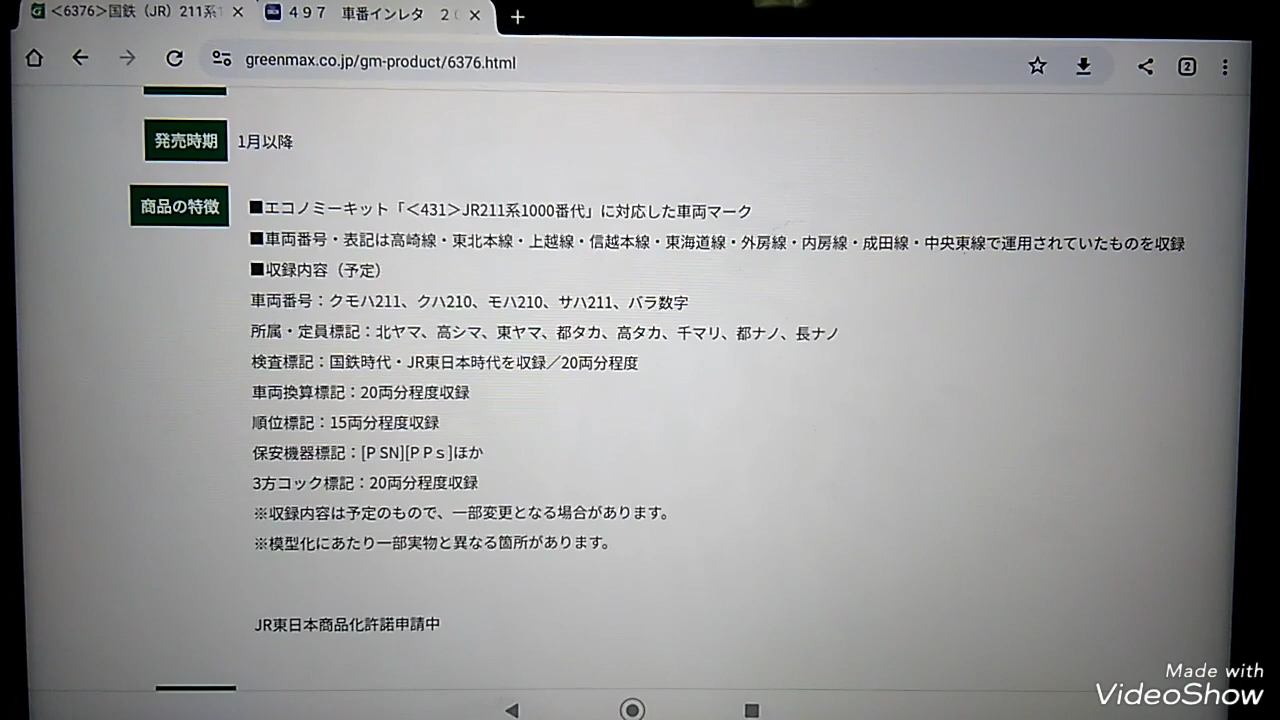 <6376>国鉄（JR）211系
４９７ 車番インレタ ２
greenmax.co.jp/gm-product/6376.html
2
発売時期 1月以降
商品の特徴
■エコノミーキット「<431>JR211系1000番代」に対応した車両マーク
■車両番号・表記は高崎線・東北本線・上越線・信越本線・東海道線・外房線・内房線・成田線・中央東線で運用されていたものを収録
■収録内容（予定）
車両番号：クモハ211、クハ210、モハ210、サハ211、バラ数字
所属・定員標記：北ヤマ、高シマ、東ヤマ、都タカ、高タカ、千マリ、都ナノ、長ナノ
検査標記：国鉄時代・JR東日本時代を収録／20両分程度
車両換算標記：20両分程度収録
順位標記：15両分程度収録
保安機器標記：[P SN][P P s]ほか
3方コック標記：20両分程度収録
※収録内容は予定のもので、一部変更となる場合があります。
※模型化にあたり一部実物と異なる箇所があります。
JR東日本商品化許諾申請中
Made with
VideoShow